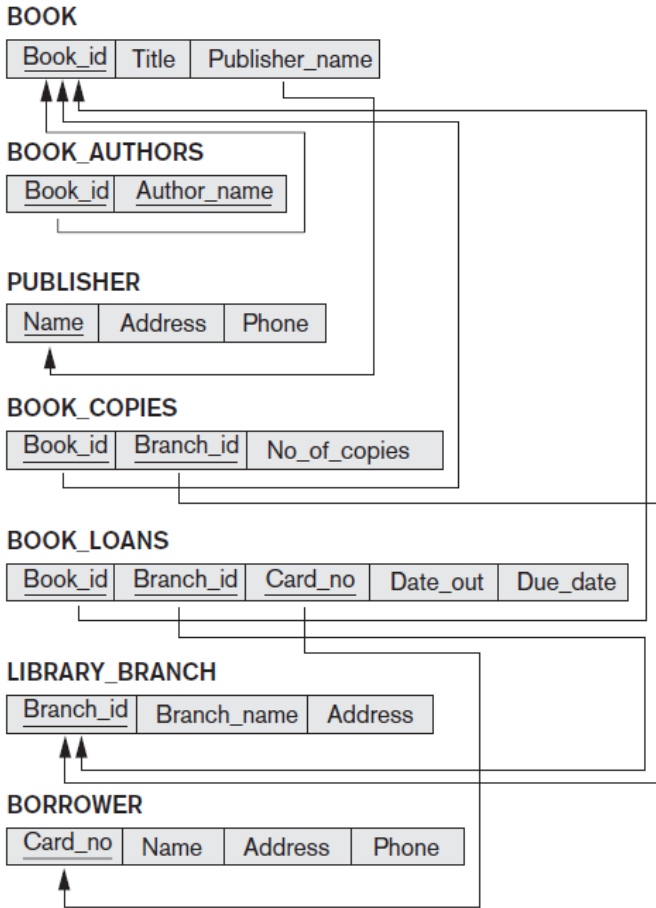 BOOK
Book_id Title Publisher_name
BOOK_AUTHORS
Book_id Author_name
PUBLISHER
Name Address Phone
BOOK_COPIES
Book_id Branch_id No_of_copies
BOOK_LOANS
Book_id Branch_id Card_no Date_out Due_date
LIBRARY_BRANCH
Branch_id Branch_name Address
BORROWER
Card_no Name Address Phone